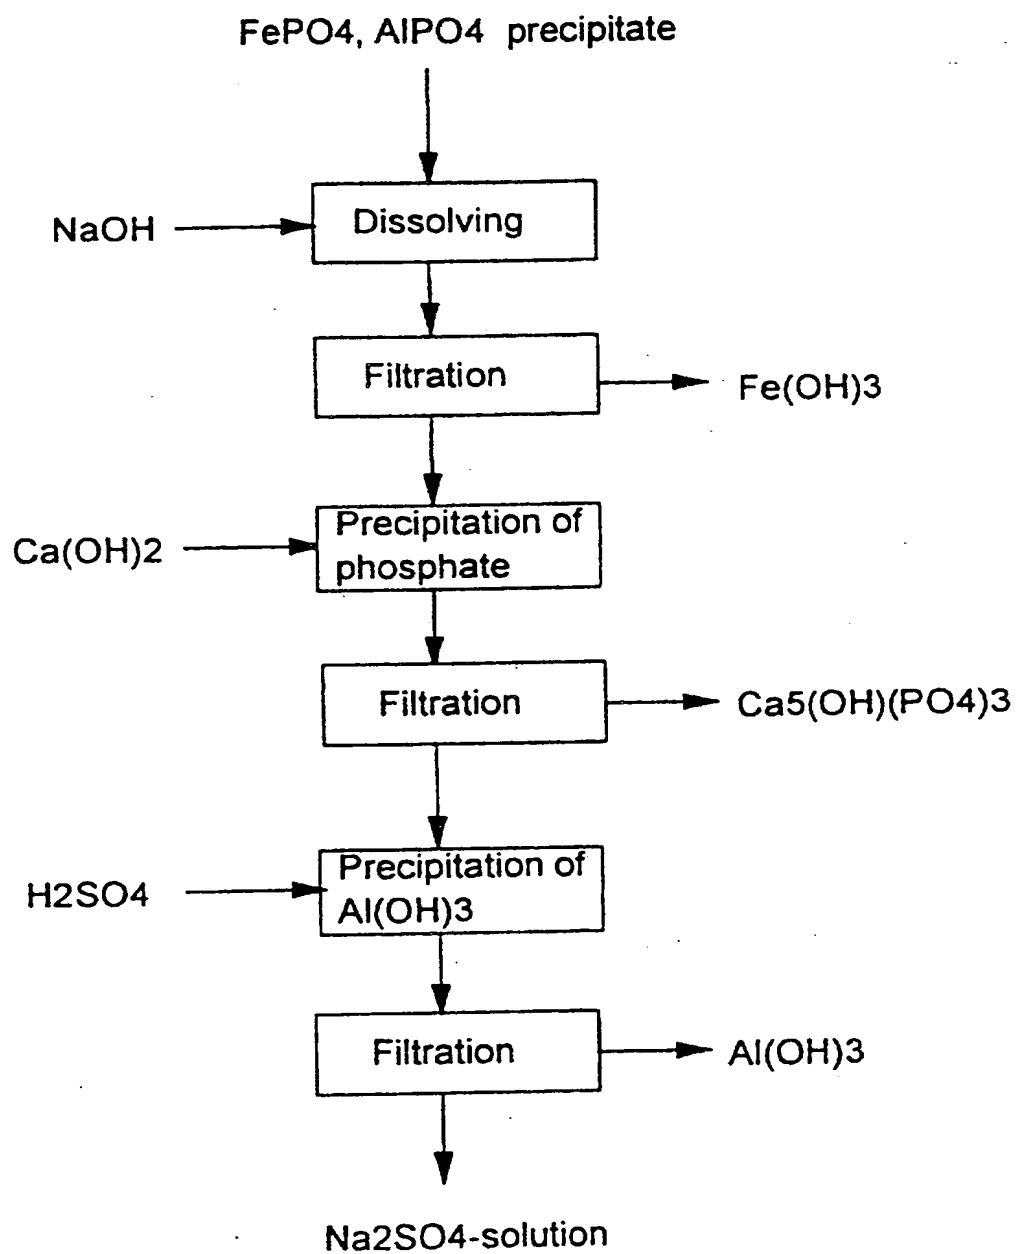 FePO4, AlPO4 precipitate
NaOH
Dissolving
Filtration
Fe(OH)3
Ca(OH)2
Precipitation of
phosphate
Filtration
Ca5(OH)(PO4)3
H2SO4
Precipitation of
Al(OH)3
Filtration
Al(OH)3
Na2SO4-solution